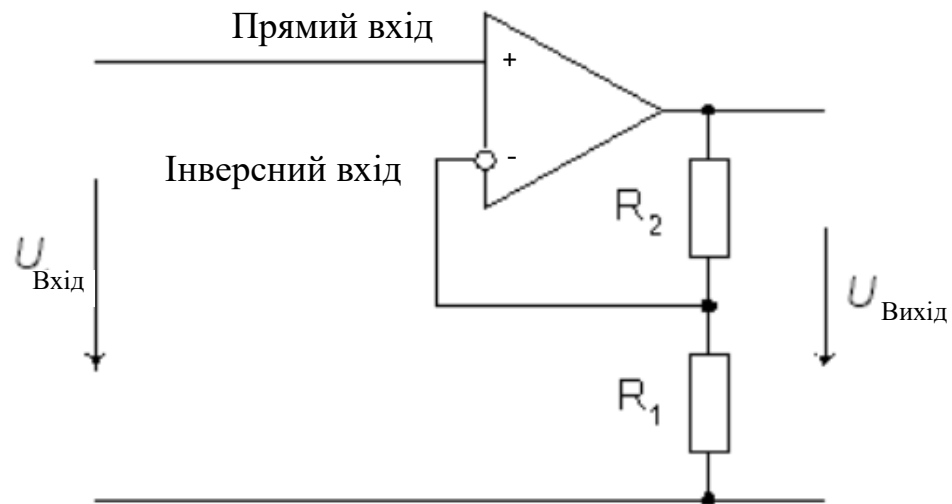 Прямий вхід
+
Інверсний вхід
-
R2
U Вхід
U Вихід
R1